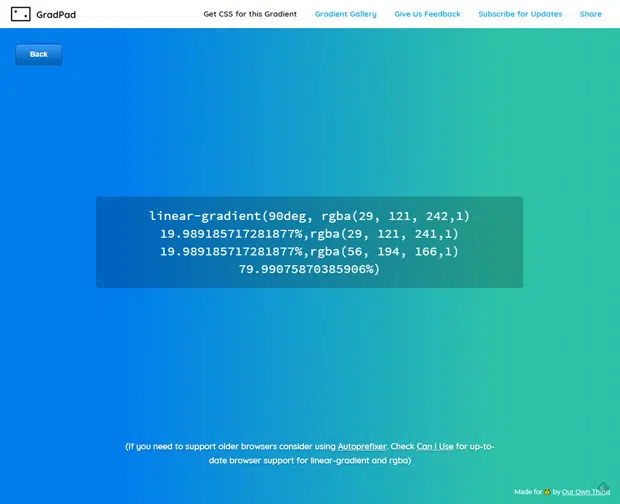 GradPad
Get CSS for this Gradient
Gradient Gallery
Give Us Feedback
Subscribe for Updates
Share
Back
linear-gradient(90deg, rgba(29, 121, 242,1)
19.989185717281877%,rgba(29, 121, 241,1)
19.989185717281877%,rgba(56, 194, 166,1)
79.99075870385906%)
(If you need to support older browsers consider using Autoprefixer. Check Can I Use for up-to-
date browser support for linear-gradient and rgba)
Made for by Our Own Thing